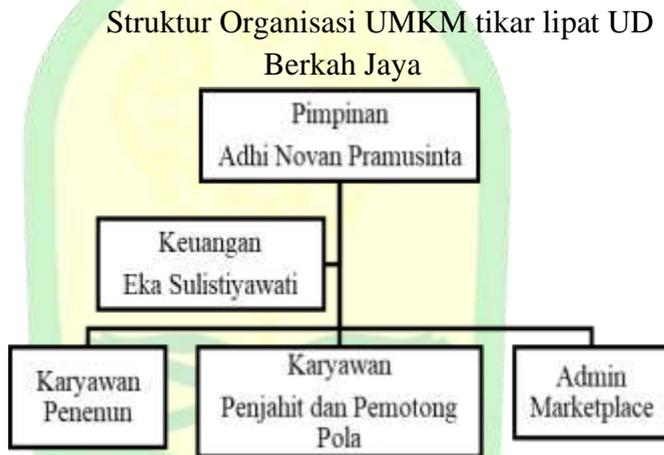 Struktur Organisasi UMKM tikar lipat UD
Berkah Jaya
Pimpinan
Adhi Novan Pramusinta
Keuangan
Eka Sulistiyawati
Karyawan
Penenun
Karyawan
Penjahit dan Pemotong
Pola
Admin
Marketplace